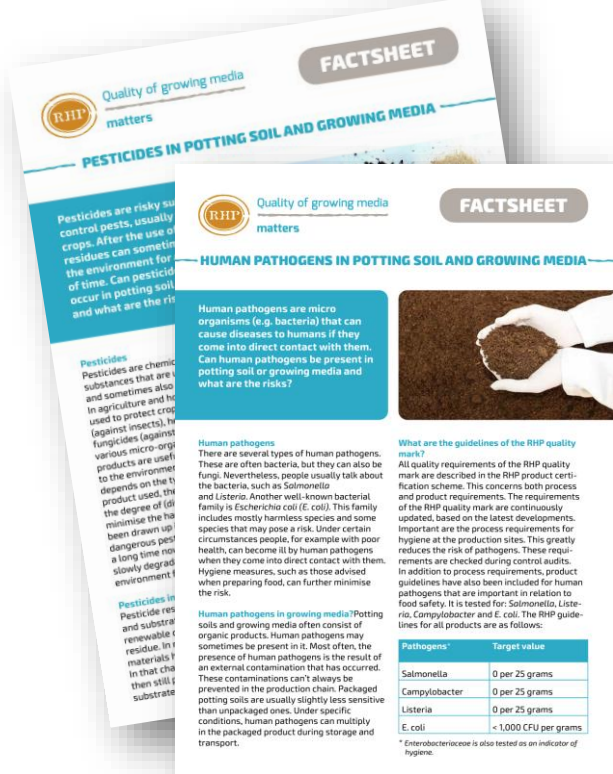 FACTSHEET
RHP
Quality of growing media
matters
PESTICIDES IN POTTING SOIL AND GROWING MEDIA
Pesticides are risky su
control pests, usually
crops. After the use o
residues can sometim
the environment for
of time. Can pesticid
occur in potting soil
and what are the ris
Pesticides
Pesticides are chemic
substances that are u
and sometimes also
In agriculture and ho
used to protect crop
(against insects), h
fungicides (against
various micro-orga
products are usefu
to the environmen
depends on the t
product used, the
the degree of (di
minimise the ha
been drawn up
dangerous pest
a long time now
slowly degrad
environment f
Pesticides in
Pesticide res
and substra
renewable
residue. In r
materials h
In that cha
then still p
substrate
RHP
Quality of growing media
matters
FACTSHEET
HUMAN PATHOGENS IN POTTING SOIL AND GROWING MEDIA
Human pathogens are micro
organisms (e.g. bacteria) that can
cause diseases to humans if they
come into direct contact with them.
Can human pathogens be present in
potting soil or growing media and
what are the risks?
Human pathogens
There are several types of human pathogens.
These are often bacteria, but they can also be
fungi. Nevertheless, people usually talk about
the bacteria, such as Salmonella
and Listeria. Another well-known bacterial
family is Escherichia coli (E. coli). This family
includes mostly harmless species and some
species that may pose a risk. Under certain
circumstances people, for example with poor
health, can become ill by human pathogens
when they come into direct contact with them.
Hygiene measures, such as those advised
when preparing food, can further minimise
the risk.
Human pathogens in growing media?Potting
soils and growing media often consist of
organic products. Human pathogens may
sometimes be present in it. Most often, the
presence of human pathogens is the result of
an external contamination that has occurred.
These contaminations can't always be
prevented in the production chain. Packaged
potting soils are usually slightly less sensitive
than unpackaged ones. Under specific
conditions, human pathogens can multiply
in the packaged product during storage and
transport.
What are the guidelines of the RHP quality
mark?
All quality requirements of the RHP quality
mark are described in the RHP product certi-
fication scheme. This concerns both process
and product requirements. The requirements
of the RHP quality mark are continuously
updated, based on the latest developments.
Important are the process requirements for
hygiene at the production sites. This greatly
reduces the risk of pathogens. These requi-
rements are checked during control audits.
In addition to process requirements, product
guidelines have also been included for human
pathogens that are important in relation to
food safety. It is tested for: Salmonella, Liste-
ria, Campylobacter and E. coli. The RHP guide-
lines for all products are as follows:
Pathogens* Target value
Salmonella 0 per 25 grams
Campylobacter 0 per 25 grams
Listeria 0 per 25 grams
E. coli < 1,000 CFU per grams
* Enterobacteriaceae is also tested as an indicator of
hygiene.